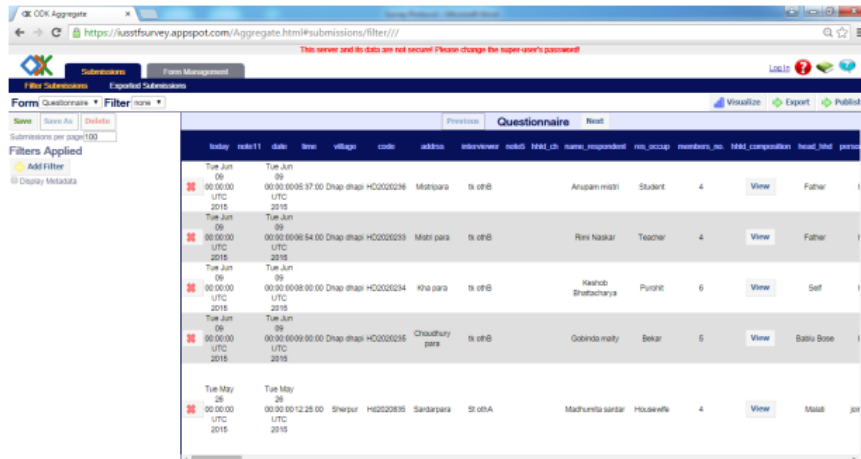 ODK Aggregate
https://iusstfsurvey.appspot.com/Aggregate.html#submissions/filter///
This server and its data are not secure! Please change the super-user's password!
Submissions Form Management Log In
Filter Submissions Exported Submissions
Form Questionnaire Filter none Visualize Export Publish
Save Save As Delete Previous Questionnaire Next
Submissions per page 100
Filters Applied
Add Filter
Display Metadata
today note11 date time village code addrss interviewer note5 hhld_ch name_respondent res_occup members_no. hhld_composition head_hhd person
Tue Jun 09 00:00:00 UTC 2015 Tue Jun 09 00:00:00 05:37:00 Dhap dhapi HD2020236 Mistripara tk othB Anupam mistri Student 4 View Father
UTC 2015
Tue Jun 09 00:00:00 UTC 2015 Tue Jun 09 00:00:00 06:54:00 Dhap dhapi HD2020233 Mistri para tk othB Rimi Naskar Teacher 4 View Father
UTC 2015
Tue Jun 09 00:00:00 UTC 2015 Tue Jun 09 00:00:00 08:00:00 Dhap dhapi HD2020234 Kha para tk othB Keshob Bhattacharya Purohit 6 View Self
UTC 2015
Tue Jun 09 00:00:00 UTC 2015 Tue Jun 09 00:00:00 09:00:00 Dhap dhapi HD2020235 Choudhury para tk othB Gobinda maity Bekar 5 View Bablu Bose
UTC 2015
Tue May 26 00:00:00 UTC 2015 Tue May 26 00:00:00 12:25:00 Sherpur Hd2020835 Sardarpara St othA Madhumita sardar Housewife 4 View Malati
UTC 2015